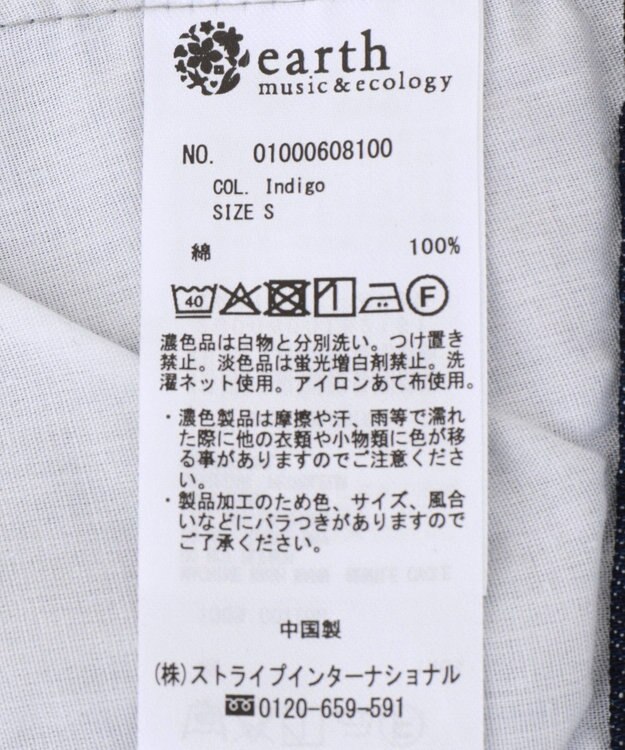 earth
music&ecology
NO. 01000608100
COL. Indigo
SIZE S
綿 100%
40 F
濃色品は白物と分別洗い。つけ置き
禁止。淡色品は蛍光増白剤禁止。洗
濯ネット使用。アイロンあて布使用。
・濃色製品は摩擦や汗、雨等で濡れ
た際に他の衣類や小物類に色が移
る事がありますのでご注意くださ
い。
・製品加工のため色、サイズ、風合
いなどにバラつきがありますので
ご了承ください。
中国製
(株)ストライプインターナショナル
0120-659-591